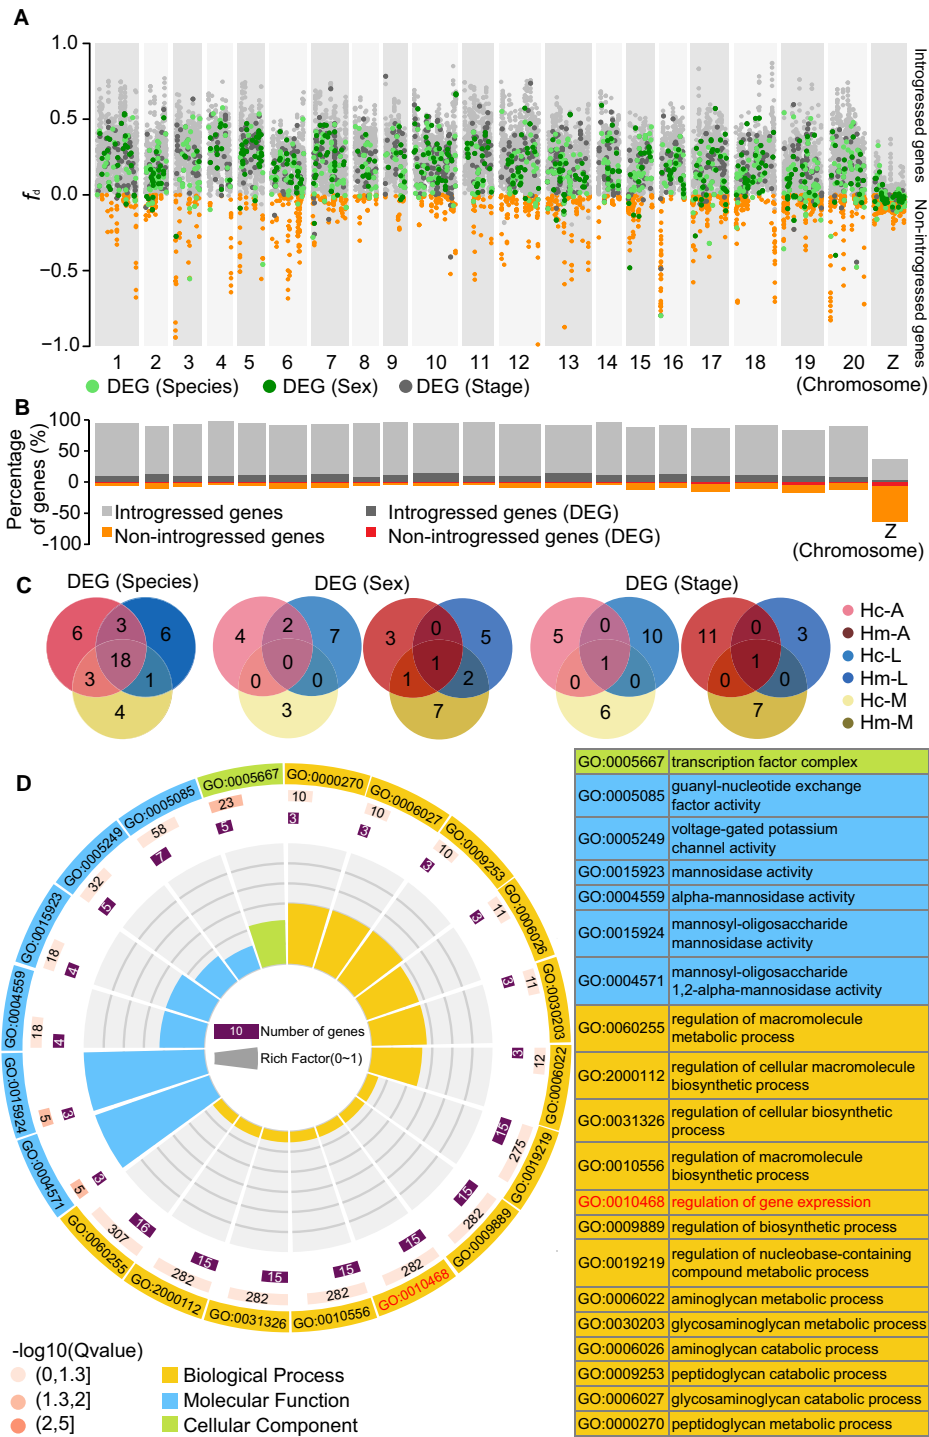 A
1.0
0.5
0.0
−0.5
−1.0
fd
Introgressed genes
Non-introgressed genes
1 2 3 4 5 6 7 8 9 10 11 12 13 14 15 16 17 18 19 20 Z
(Chromosome)
DEG (Species) DEG (Sex) DEG (Stage)
B
Percentage
of genes (%)
100
50
0
-50
-100
Introgressed genes Introgressed genes (DEG)
Non-introgressed genes Non-introgressed genes (DEG)
Z
(Chromosome)
C
DEG (Species) DEG (Sex) DEG (Stage)
6 3 6
18
3 1
4
4 2 7
0
0 0
3
3 0 5
1
1 2
7
5 0 10
1
0 0
6
11 0 3
1
0 0
7
Hc-A
Hm-A
Hc-L
Hm-L
Hc-M
Hm-M
D
GO:0000270 10 3
GO:0006027 10 3
GO:0009253 10 3
GO:0006026 11 3
GO:0030203 11 3
GO:0006022 12 3
GO:0019219 275 15
GO:0009889 282 15
GO:0010468 282 15
GO:0010556 282 15
GO:0031326 282 15
GO:2000112 282 15
GO:0060255 307 16
GO:0004571 5 3
GO:0015924 5 3
GO:0004559 18 4
GO:0015923 18 4
GO:0005249 32 5
GO:0005085 58 7
GO:0005667 23 5
10 Number of genes
Rich Factor(0~1)
-log10(Qvalue)
(0,1.3]
(1.3,2]
(2,5]
Biological Process
Molecular Function
Cellular Component
GO:0005667 transcription factor complex
GO:0005085 guanyl-nucleotide exchange
factor activity
GO:0005249 voltage-gated potassium
channel activity
GO:0015923 mannosidase activity
GO:0004559 alpha-mannosidase activity
GO:0015924 mannosyl-oligosaccharide
mannosidase activity
GO:0004571 mannosyl-oligosaccharide
1,2-alpha-mannosidase activity
GO:0060255 regulation of macromolecule
metabolic process
GO:2000112 regulation of cellular macromolecule
biosynthetic process
GO:0031326 regulation of cellular biosynthetic
process
GO:0010556 regulation of macromolecule
biosynthetic process
GO:0010468 regulation of gene expression
GO:0009889 regulation of biosynthetic process
GO:0019219 regulation of nucleobase-containing
compound metabolic process
GO:0006022 aminoglycan metabolic process
GO:0030203 glycosaminoglycan metabolic process
GO:0006026 aminoglycan catabolic process
GO:0009253 peptidoglycan catabolic process
GO:0006027 glycosaminoglycan catabolic process
GO:0000270 peptidoglycan metabolic process